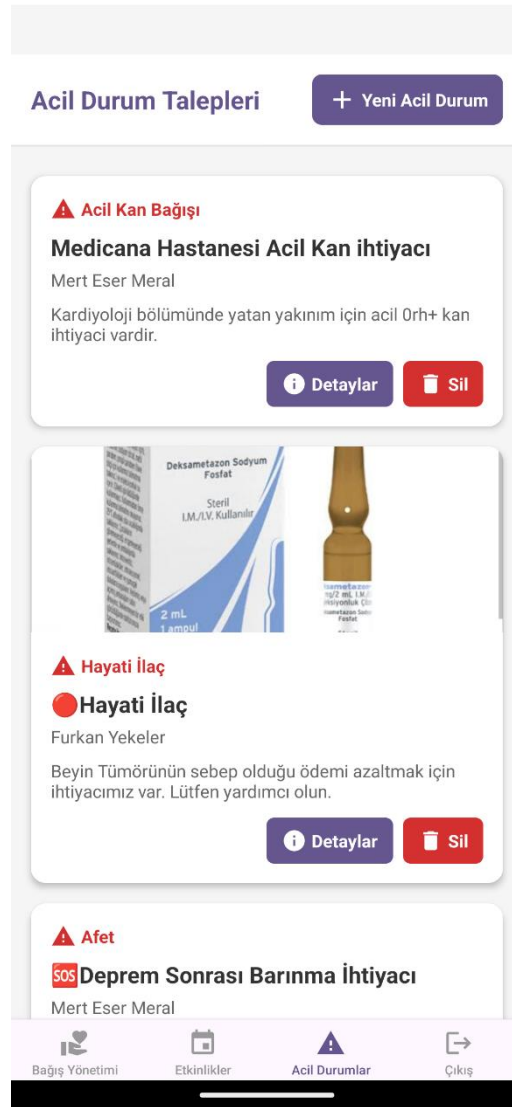 Acil Durum Talepleri
+ Yeni Acil Durum
Acil Kan Bağışı
Medicana Hastanesi Acil Kan ihtiyacı
Mert Eser Meral
Kardiyoloji bölümünde yatan yakınım için acil 0rh+ kan
ihtiyaci vardir.
Detaylar
Sil
Deksametazon Sodyum
Fosfat
Steril
I.M./I.V. Kullanılır
2 mL
1 ampul
Hayati İlaç
🔴Hayati İlaç
Furkan Yekeler
Beyin Tümörünün sebep olduğu ödemi azaltmak için
ihtiyacımız var. Lütfen yardımcı olun.
Detaylar
Sil
Afet
🆘Deprem Sonrası Barınma İhtiyacı
Mert Eser Meral
Bağış Yönetimi
Etkinlikler
Acil Durumlar
Çıkış